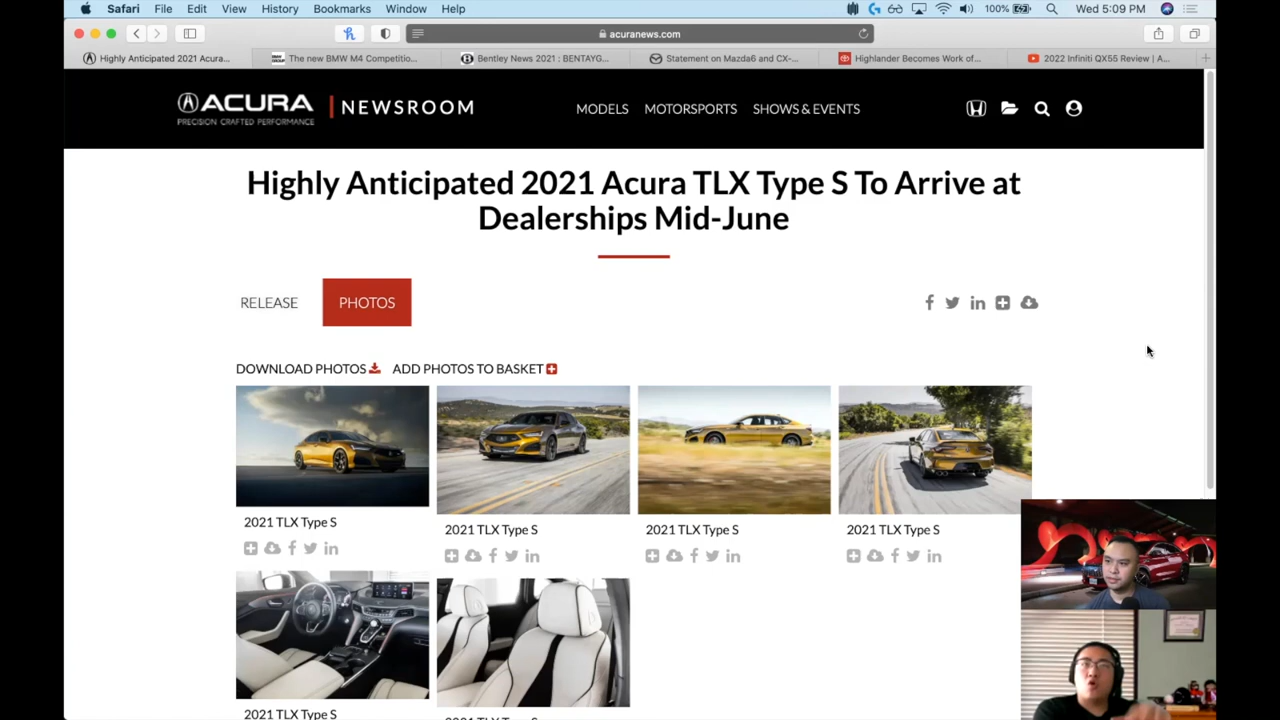 Safari File Edit View History Bookmarks Window Help 100% Wed 5:09 PM
acuranews.com
Highly Anticipated 2021 Acura... The new BMW M4 Competitio... Bentley News 2021 : BENTAYG... Statement on Mazda6 and CX-... Highlander Becomes Work of... 2022 Infiniti QX55 Review | A...
ACURA NEWSROOM MODELS MOTORSPORTS SHOWS & EVENTS
PRECISION CRAFTED PERFORMANCE
Highly Anticipated 2021 Acura TLX Type S To Arrive at
Dealerships Mid-June
RELEASE PHOTOS
DOWNLOAD PHOTOS ADD PHOTOS TO BASKET
2021 TLX Type S
2021 TLX Type S
2021 TLX Type S
2021 TLX Type S
2021 TLX Type S
2021 TLX Type S